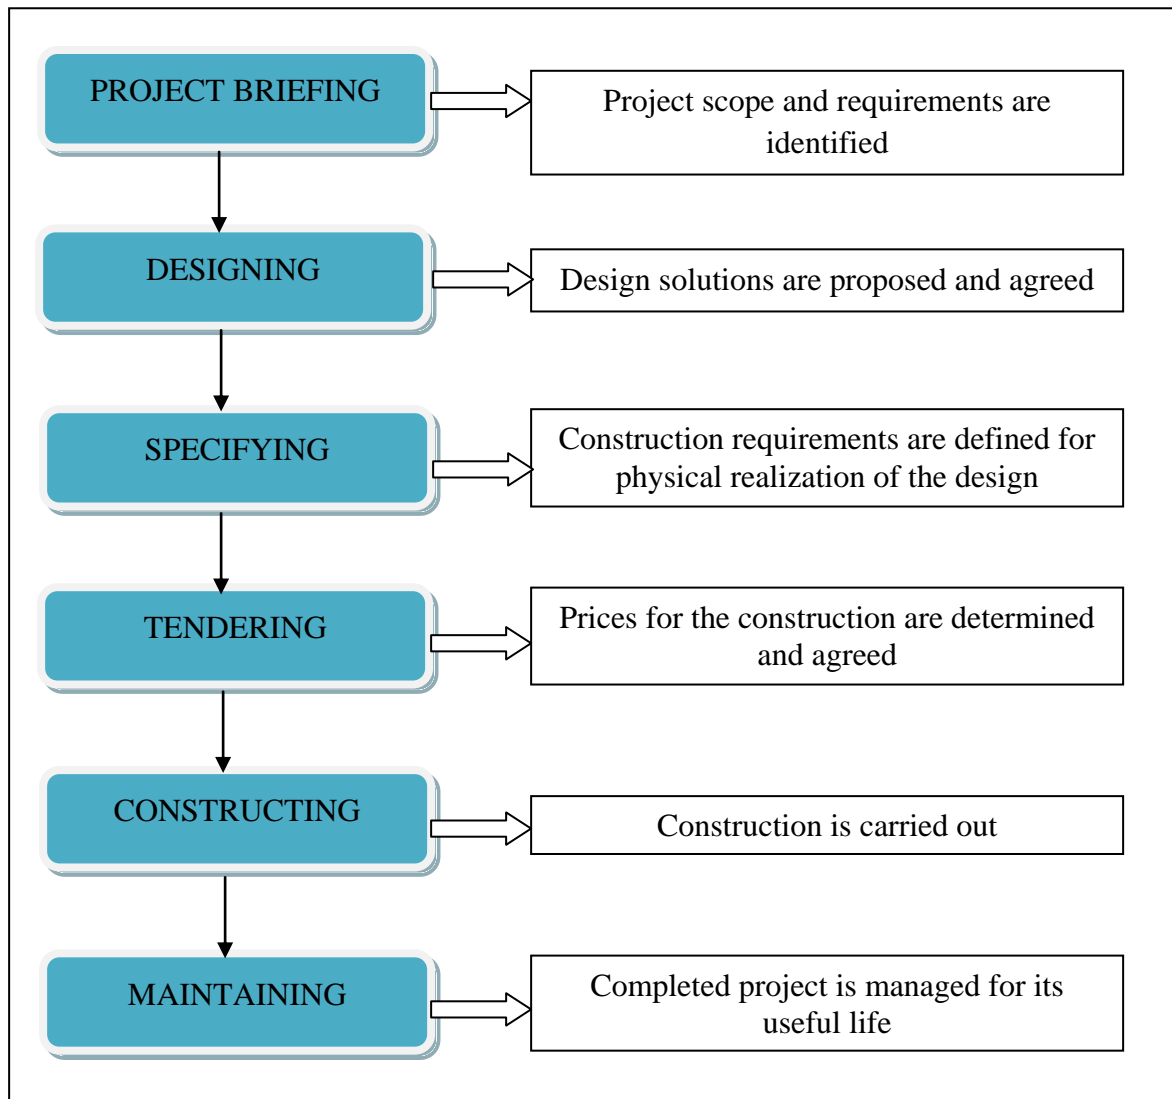 PROJECT BRIEFING
Project scope and requirements are
identified
DESIGNING
Design solutions are proposed and agreed
SPECIFYING
Construction requirements are defined for
physical realization of the design
TENDERING
Prices for the construction are determined
and agreed
CONSTRUCTING
Construction is carried out
MAINTAINING
Completed project is managed for its
useful life